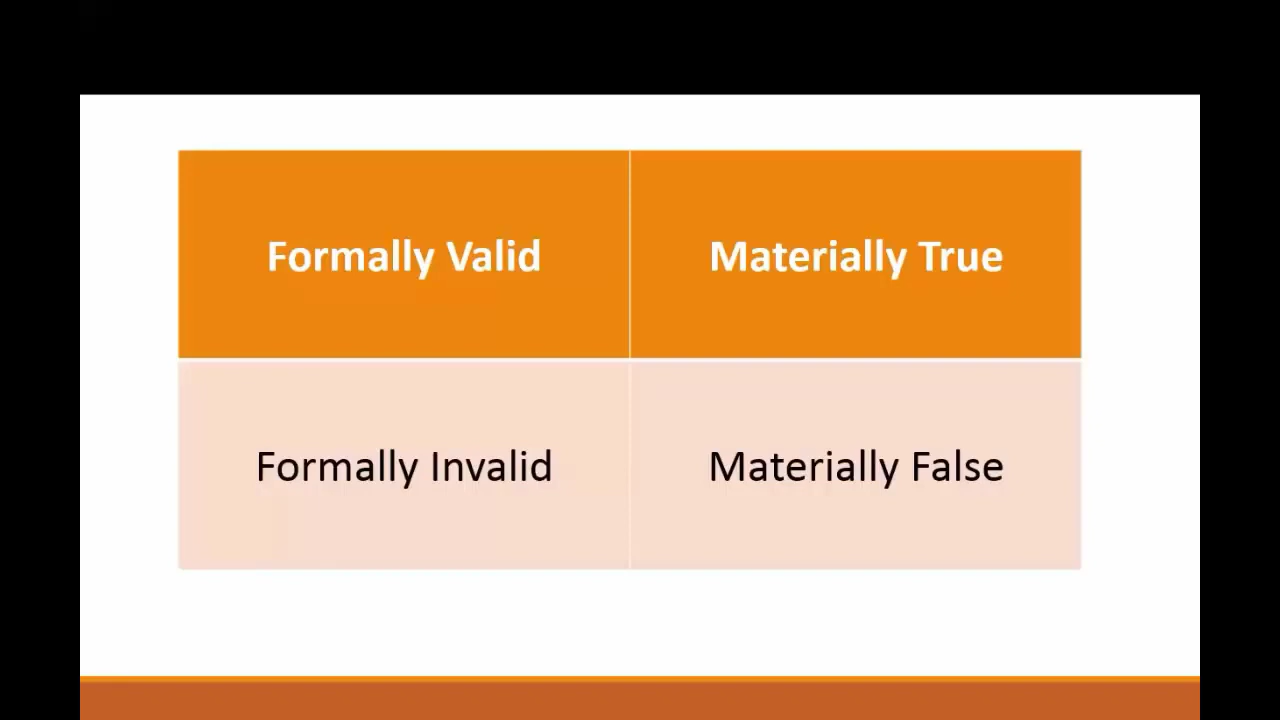 Formally Valid
Materially True
Formally Invalid
Materially False